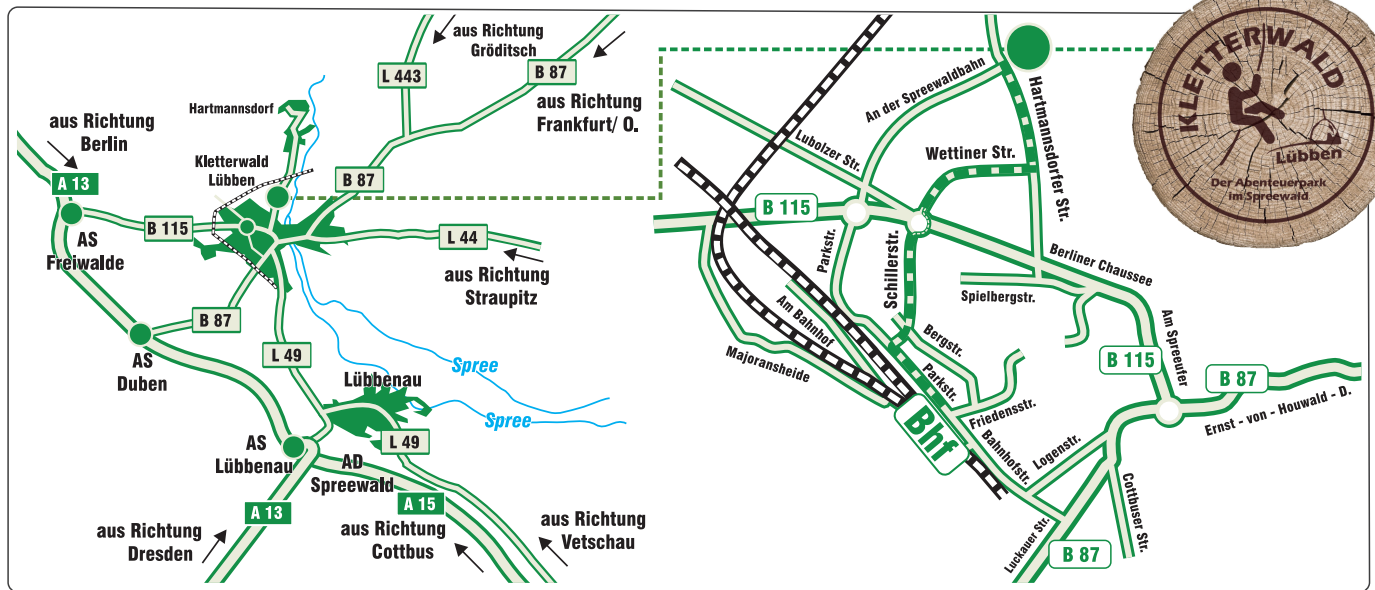 aus Richtung
Gröditsch
L 443
B 87
aus Richtung
Frankfurt/ O.
Hartmannsdorf
aus Richtung
Berlin
A 13
Kletterwald
Lübben
B 87
B 115
AS
Freiwalde
L 44
aus Richtung
Straupitz
B 87
AS
Duben
L 49
Spree
Lübbenau
Spree
AS
Lübbenau
L 49
AD
Spreewald
A 13
A 15
aus Richtung
Dresden
aus Richtung
Cottbus
aus Richtung
Vetschau
An der Spreewaldbahn
Hartmannsdorfer Str.
Lubolzer Str.
Wettiner Str.
B 115
Parkstr.
Schillerstr.
Berliner Chaussee
Spielbergstr.
Am Bahnhof
Majoransheide
Bergstr.
Parkstr.
Am Spreeufer
B 115
B 87
Friedensstr.
Ernst - von - Houwald - D.
Bhf
Bahnhofstr.
Logenstr.
Cottbuser Str.
Luckauer Str.
B 87
KLETTERWALD
Lübben
Der Abenteuerpark
im Spreewald